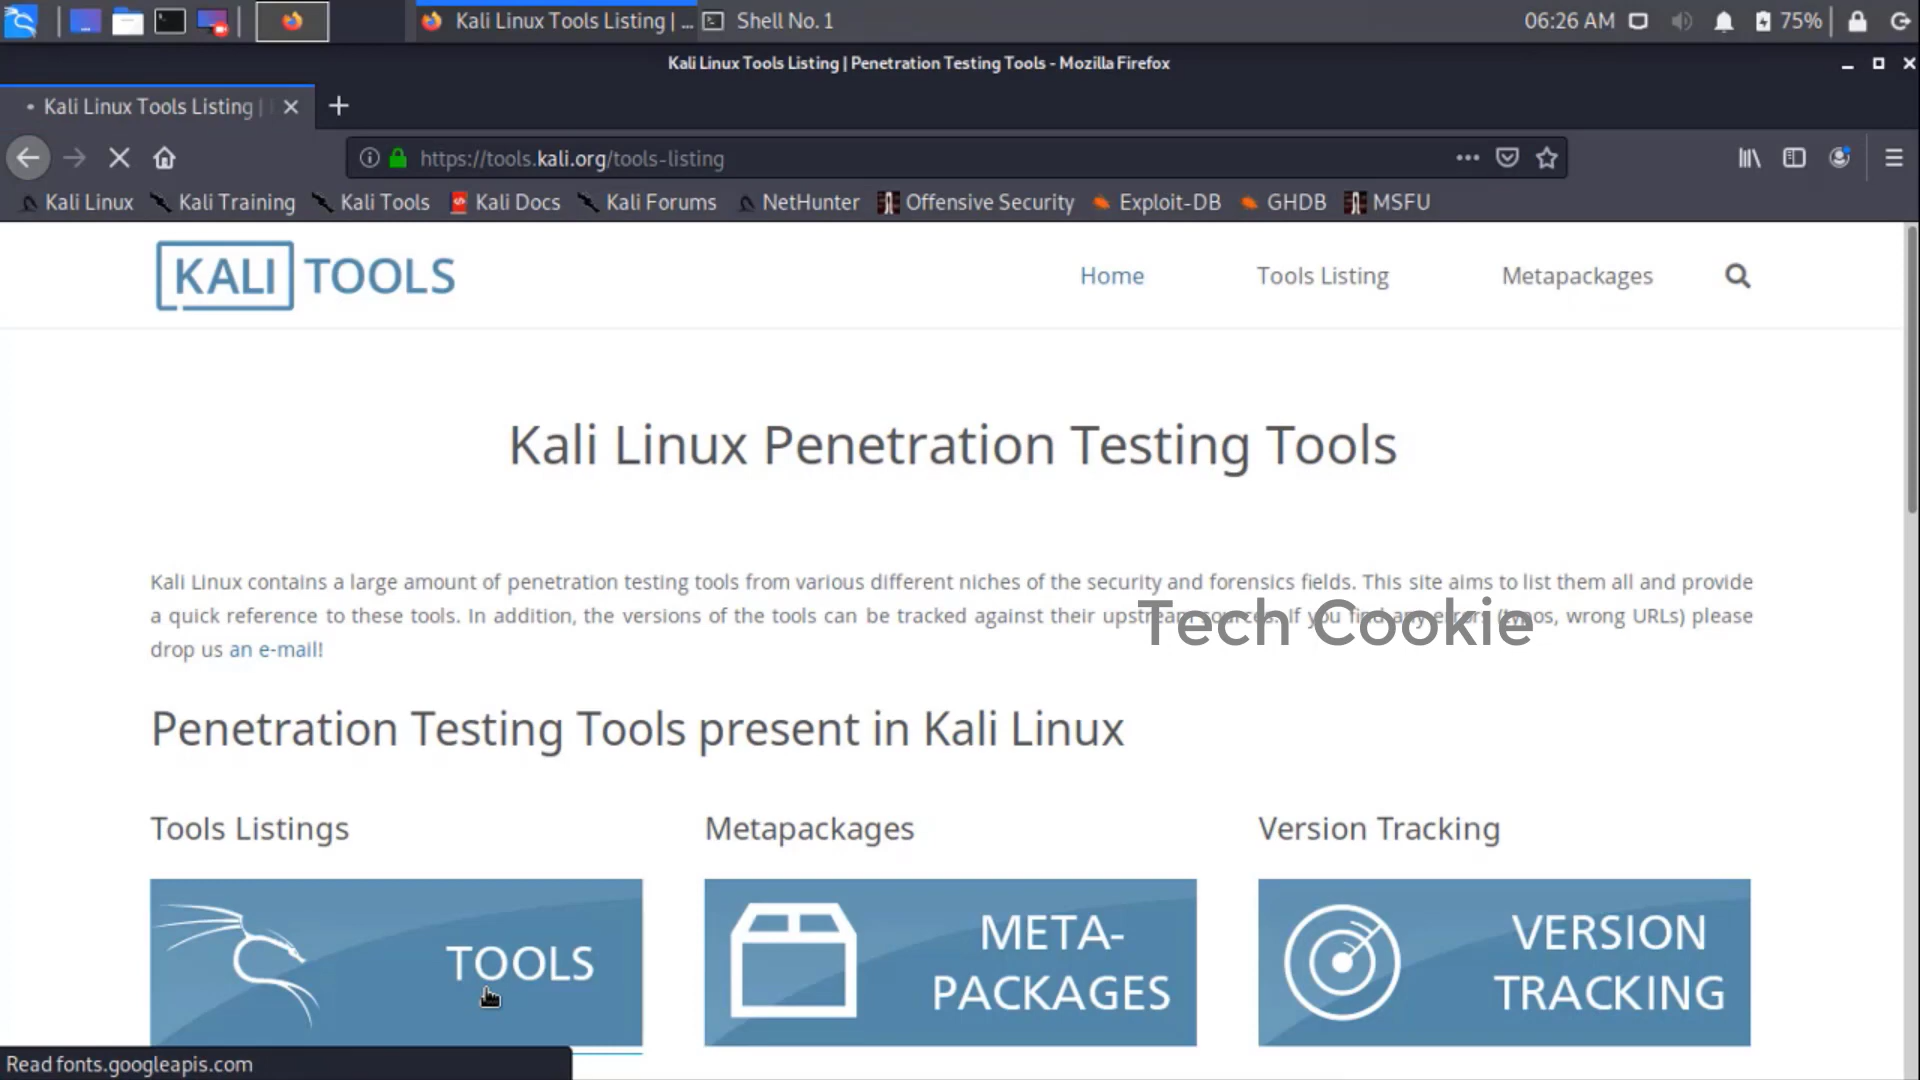 Kali Linux Tools Listing | ...
Shell No. 1
06:26 AM
75%
Kali Linux Tools Listing | Penetration Testing Tools - Mozilla Firefox
Kali Linux Tools Listing |
https://tools.kali.org/tools-listing
Kali Linux
Kali Training
Kali Tools
Kali Docs
Kali Forums
NetHunter
Offensive Security
Exploit-DB
GHDB
MSFU
KALI TOOLS
Home
Tools Listing
Metapackages
Kali Linux Penetration Testing Tools
Kali Linux contains a large amount of penetration testing tools from various different niches of the security and forensics fields. This site aims to list them all and provide
a quick reference to these tools. In addition, the versions of the tools can be tracked against their upstream sources. If you find any errors (typos, wrong URLs) please
drop us an e-mail!
Tech Cookie
Penetration Testing Tools present in Kali Linux
Tools Listings
Metapackages
Version Tracking
TOOLS
META-
PACKAGES
VERSION
TRACKING
Read fonts.googleapis.com